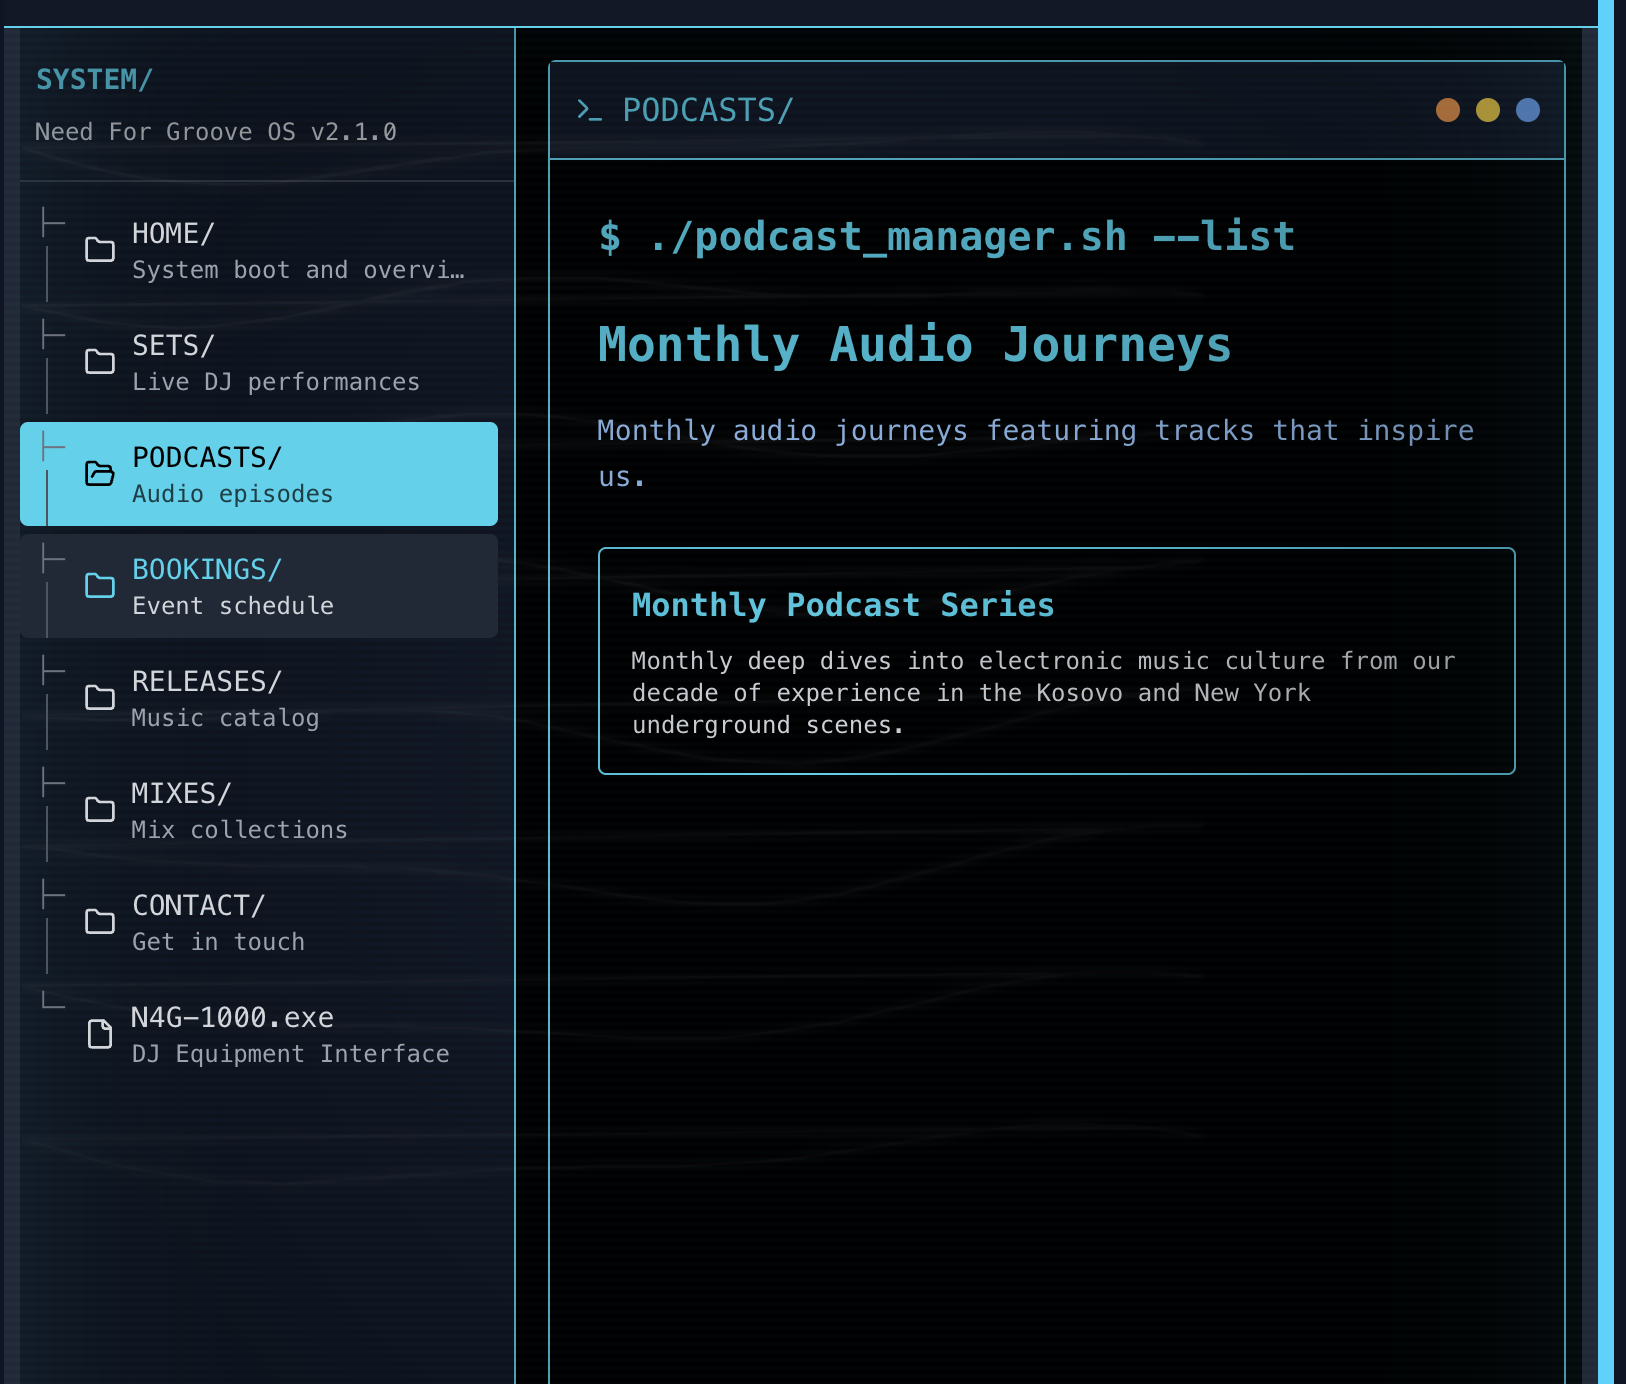 SYSTEM/
Need For Groove OS v2.1.0
HOME/
System boot and overvi…
SETS/
Live DJ performances
PODCASTS/
Audio episodes
BOOKINGS/
Event schedule
RELEASES/
Music catalog
MIXES/
Mix collections
CONTACT/
Get in touch
N4G-1000.exe
DJ Equipment Interface
PODCASTS/
$ ./podcast_manager.sh --list
Monthly Audio Journeys
Monthly audio journeys featuring tracks that inspire
us.
Monthly Podcast Series
Monthly deep dives into electronic music culture from our
decade of experience in the Kosovo and New York
underground scenes.